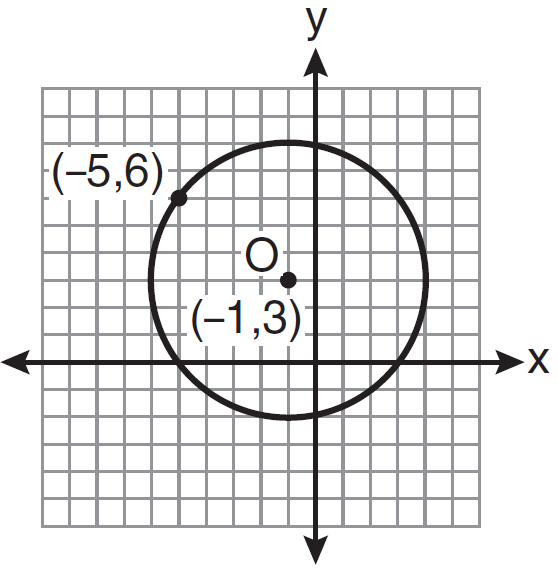 y
(–5,6)
O
(–1,3)
x